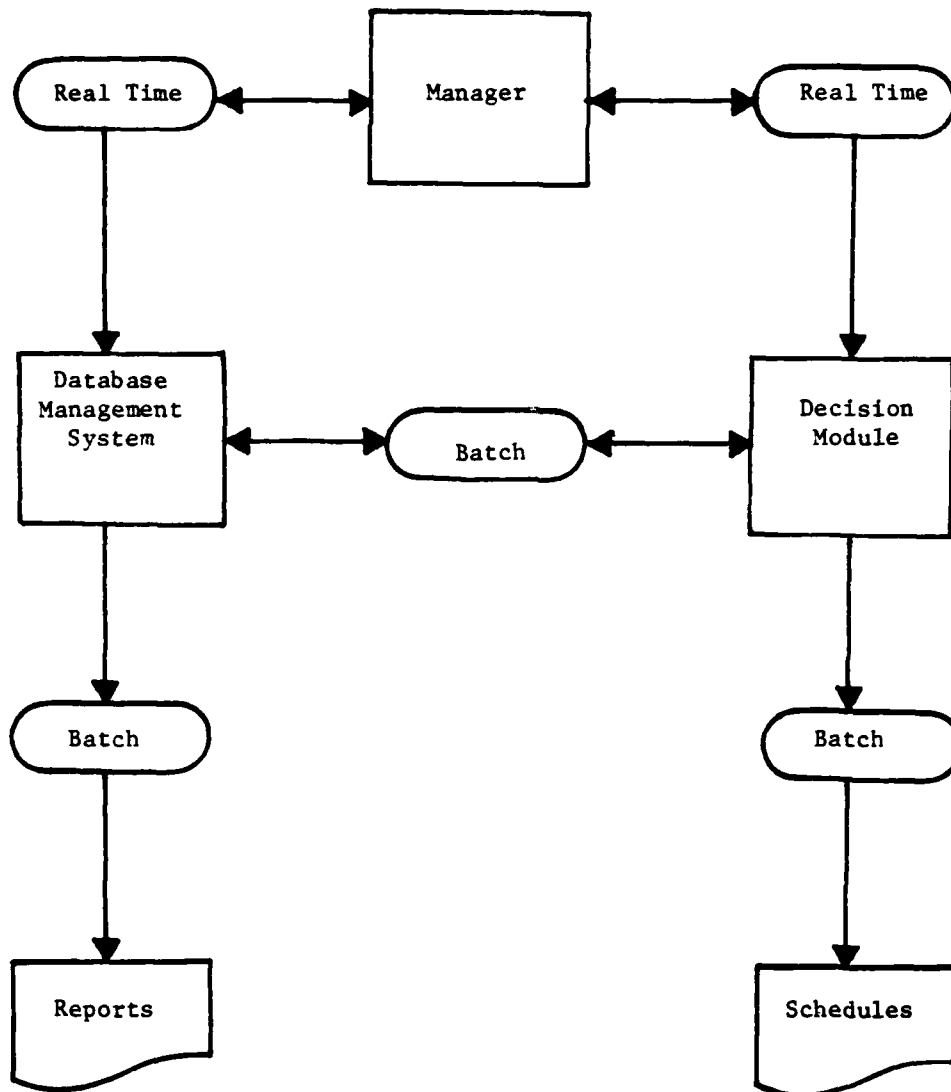 Real Time
Manager
Real Time
Database
Management
System
Batch
Decision
Module
Batch
Batch
Reports
Schedules